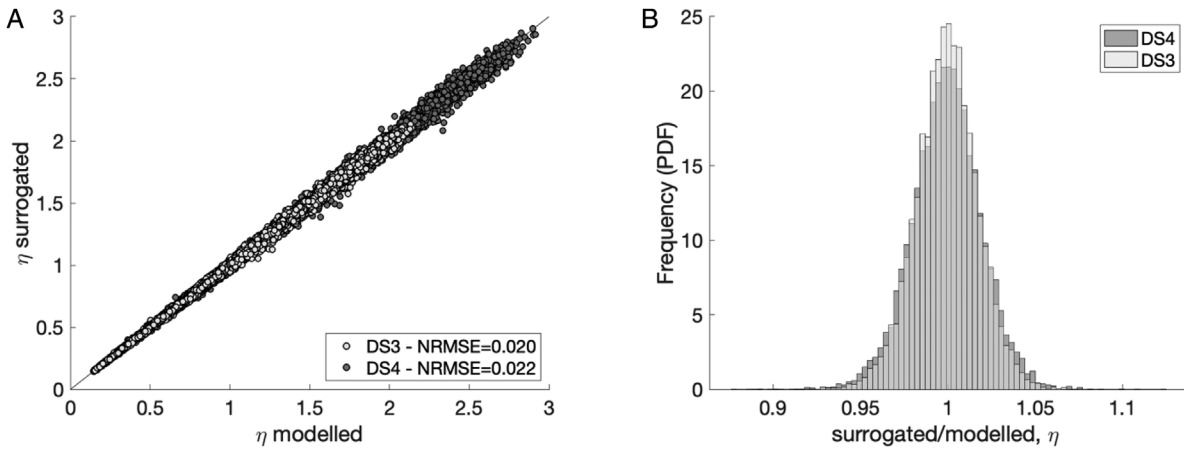 A
3
2.5
2
1.5
1
0.5
0
η surrogated
DS3 - NRMSE=0.020
DS4 - NRMSE=0.022
0 0.5 1 1.5 2 2.5 3
η modelled
B
25
20
15
10
5
0
Frequency (PDF)
DS4
DS3
0.9 0.95 1 1.05 1.1
surrogated/modelled, η